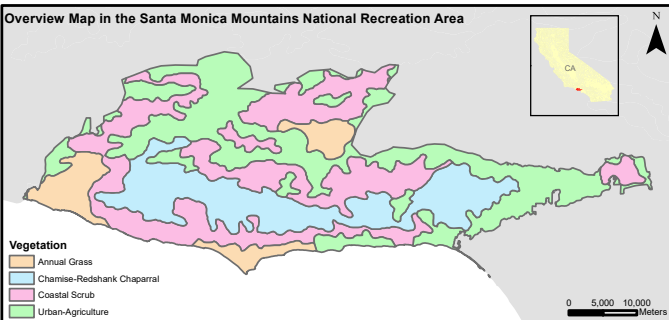 Overview Map in the Santa Monica Mountains National Recreation Area
N
CA
Vegetation
Annual Grass
Chamise-Redshank Chaparral
Coastal Scrub
Urban-Agriculture
0 5,000 10,000
Meters